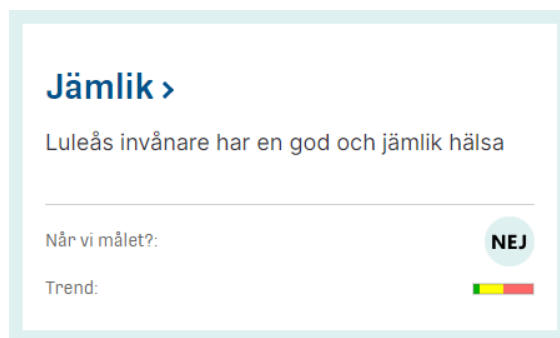 Jämlik >
Luleås invånare har en god och jämlik hälsa
Når vi målet?:
NEJ
Trend: